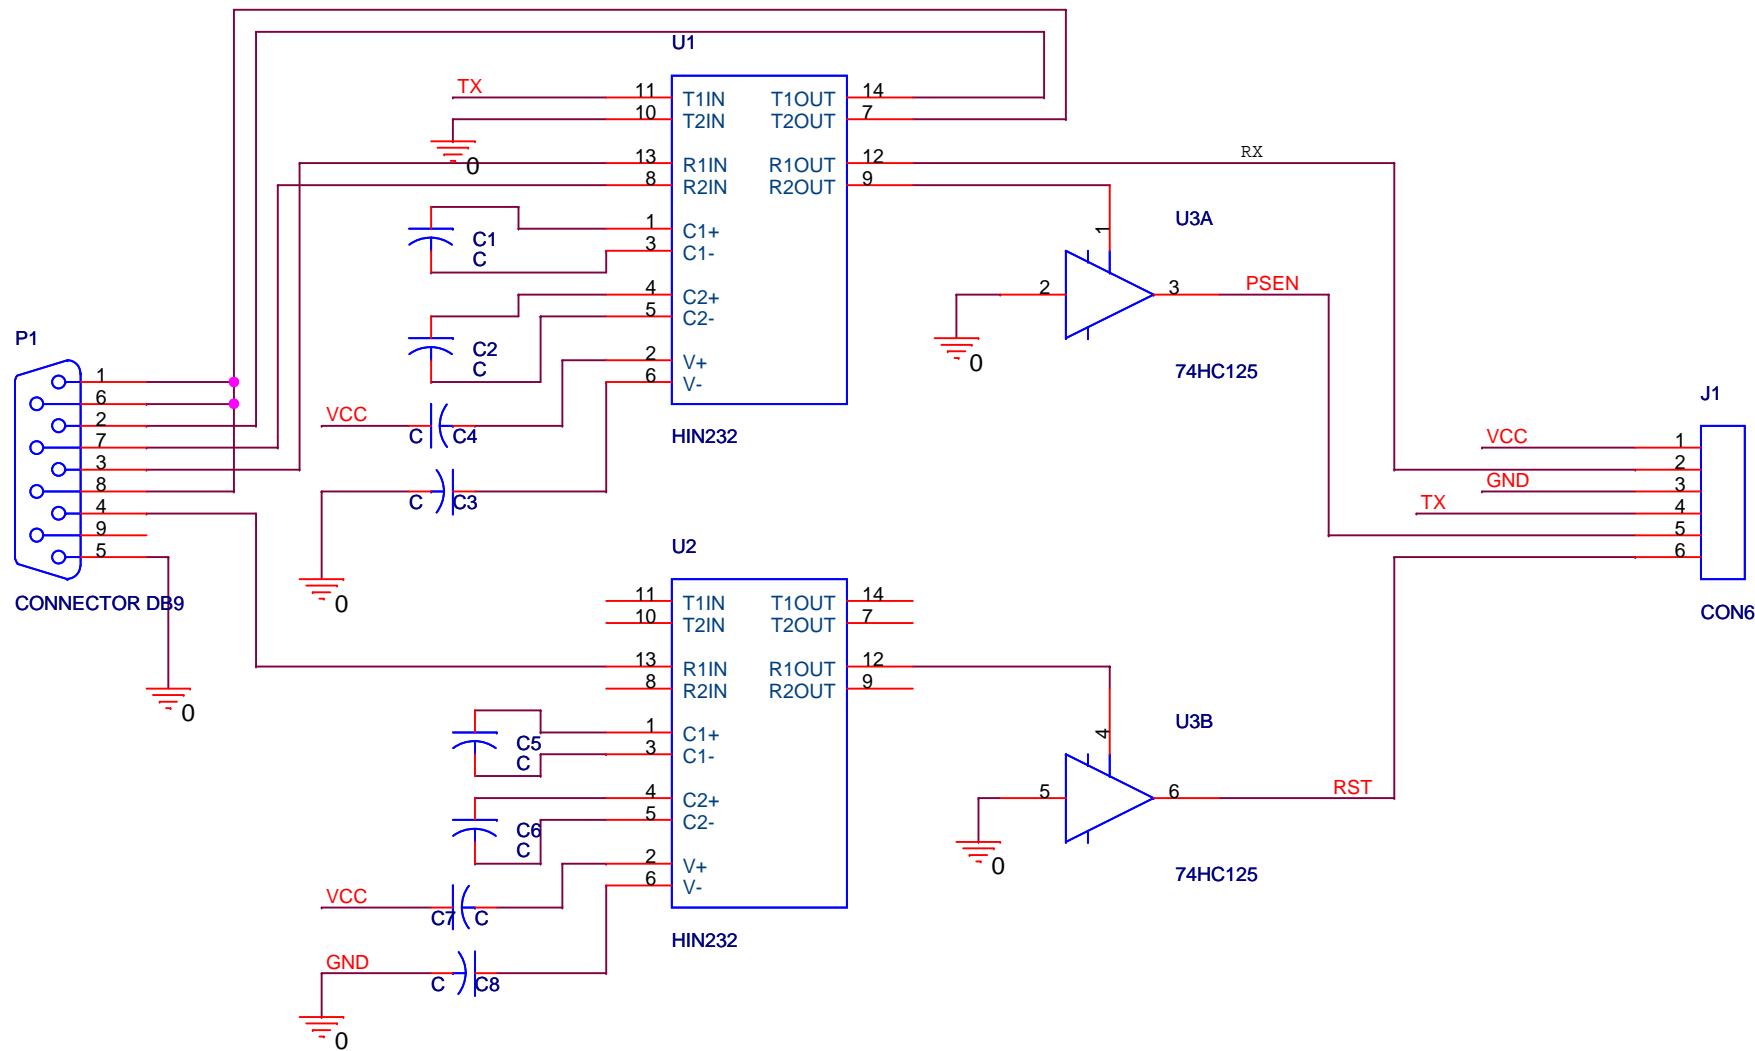 U1
TX
11 T1IN T1OUT 14
10 T2IN T2OUT 7
0
13 R1IN R1OUT 12
RX
8 R2IN R2OUT 9
C1
C
1 C1+
3 C1-
4 C2+
5 C2-
C2
C
2 V+
6 V-
VCC
C C4
C C3
0
HIN232
U3A
1
2
3
PSEN
0
74HC125
P1
1
6
2
7
3
8
4
9
5
CONNECTOR DB9
0
J1
VCC
1
2
GND
3
TX
4
5
6
CON6
U2
11 T1IN T1OUT 14
10 T2IN T2OUT 7
13 R1IN R1OUT 12
8 R2IN R2OUT 9
C5
C
1 C1+
3 C1-
4 C2+
5 C2-
C6
C
2 V+
6 V-
VCC
C7 C
GND
C C8
0
HIN232
U3B
4
5
6
RST
0
74HC125